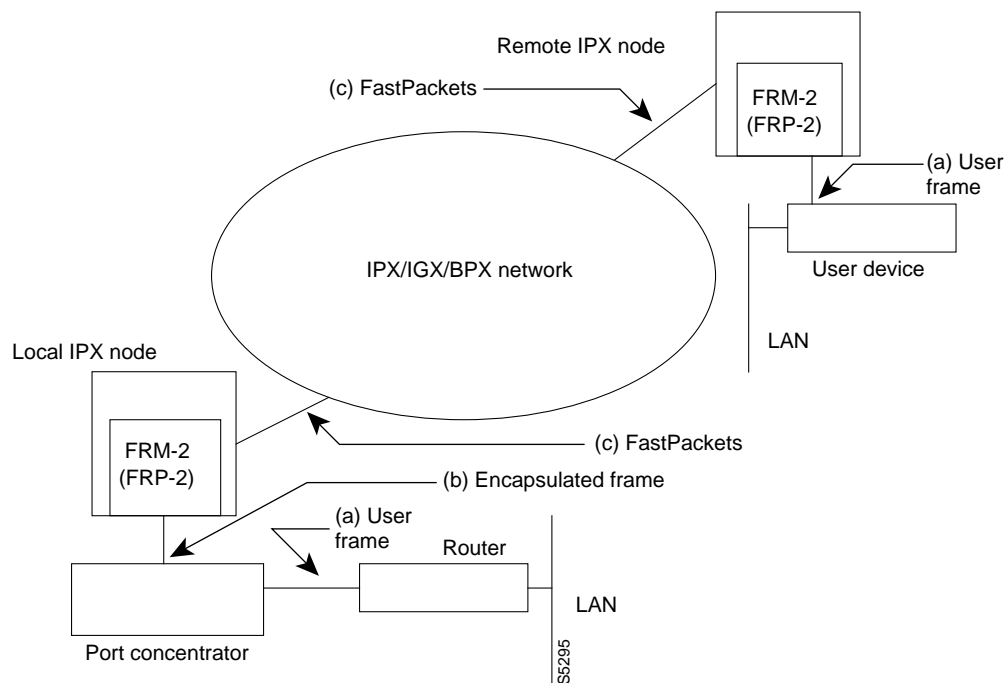 Remote IPX node
(c) FastPackets
FRM-2
(FRP-2)
(a) User
frame
IPX/IGX/BPX network
User device
LAN
Local IPX node
FRM-2
(FRP-2)
(c) FastPackets
(b) Encapsulated frame
(a) User
frame
Router
LAN
Port concentrator
S5295